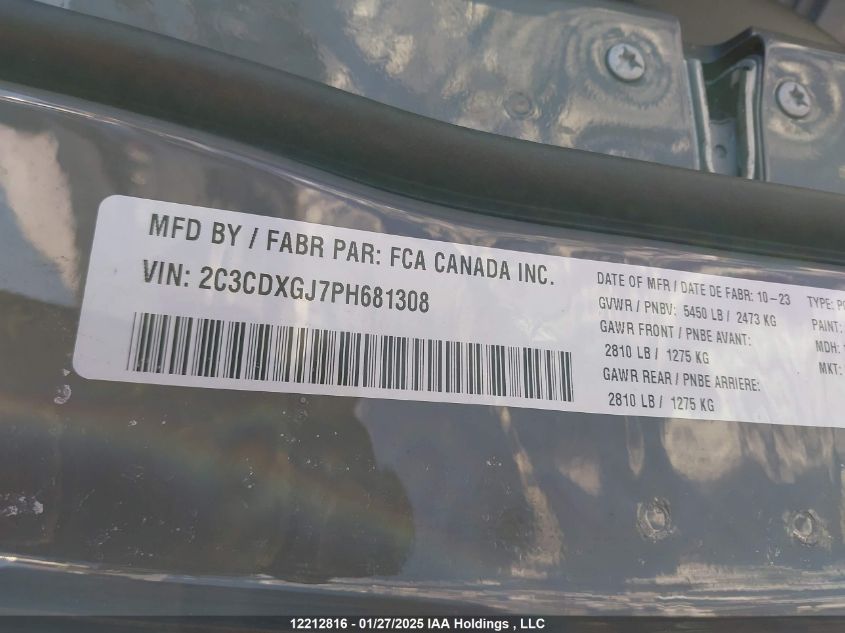 MFD BY / FABR PAR: FCA CANADA INC.
VIN: 2C3CDXGJ7PH681308
DATE OF MFR / DATE DE FABR: 10-23
GVWR / PNBV: 5450 LB / 2473 KG
GAWR FRONT / PNBE AVANT:
2810 LB / 1275 KG
GAWR REAR / PNBE ARRIERE:
2810 LB / 1275 KG
TYPE:
PAINT:
MDH:
MKT:
12212816 - 01/27/2025 IAA Holdings , LLC